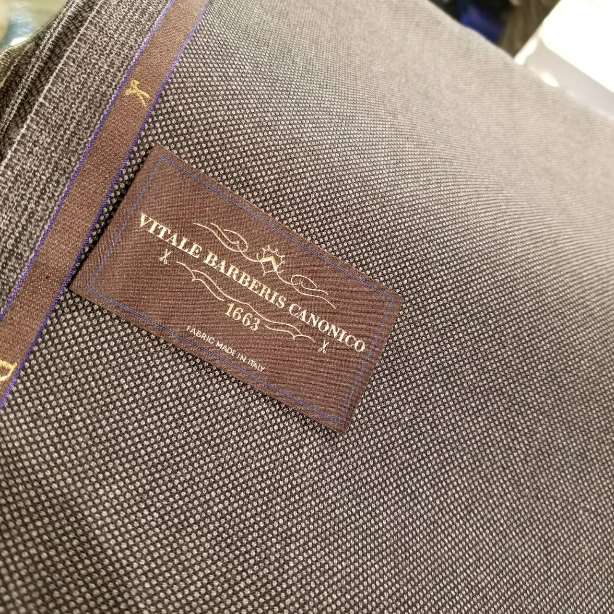 VITALE BARBERIS CANONICO
1663
FABRIC MADE IN ITALY